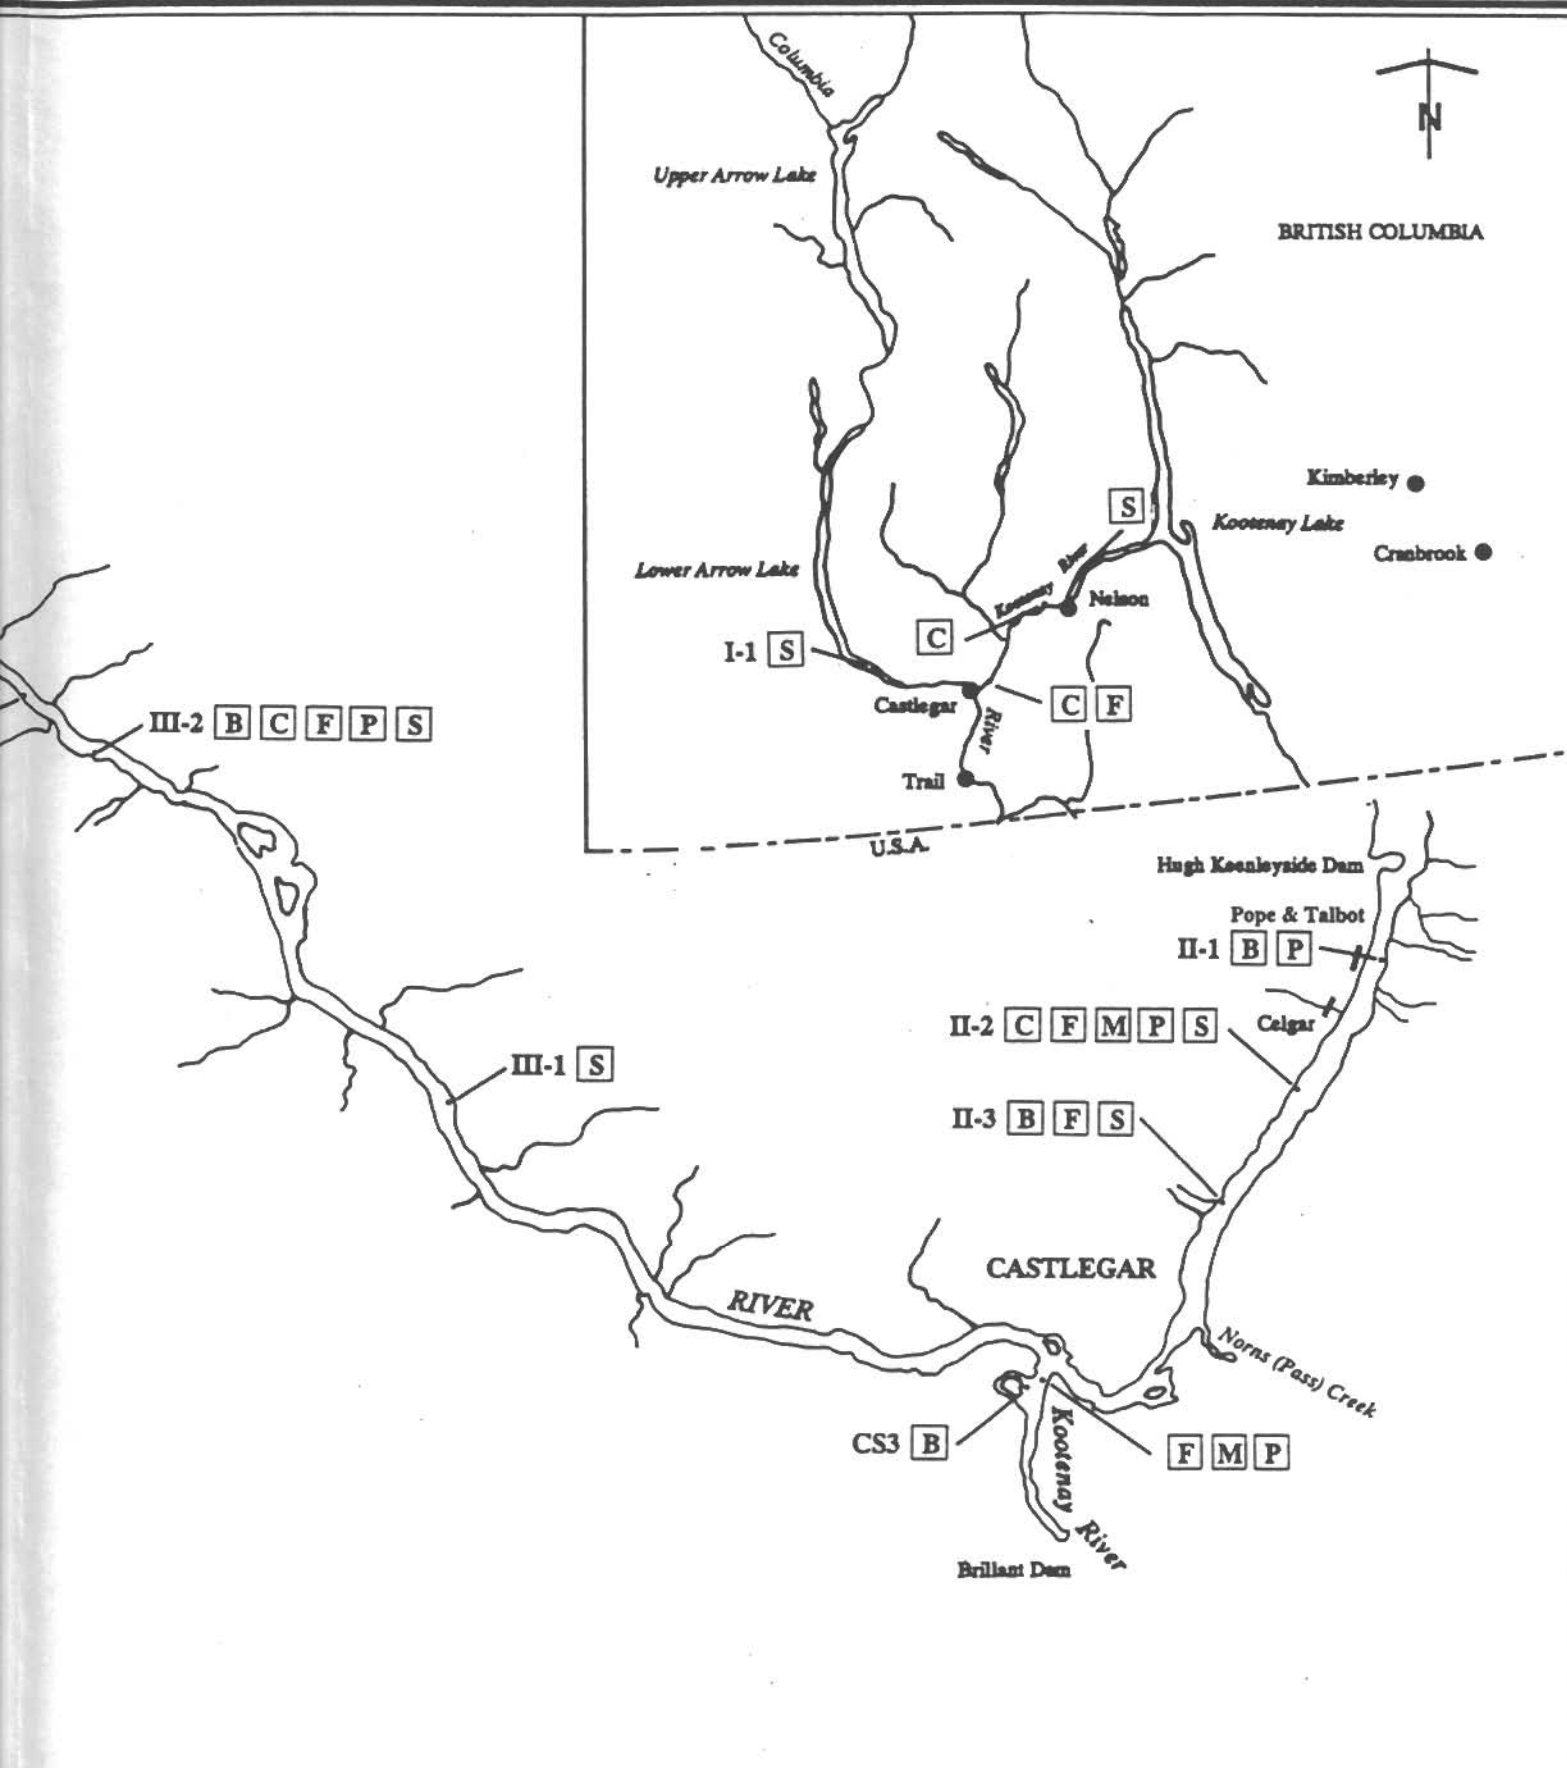 Columbia
N
Upper Arrow Lake
BRITISH COLUMBIA
Kimberley
S
Kootenay Lake
Cranbrook
Lower Arrow Lake
Kootenay River
Nelson
C
I-1 S
Castlegar
C F
River
III-2 B C F P S
Trail
U.S.A.
Hugh Keenleyside Dam
Pope & Talbot
II-1 B P
II-2 C F M P S
Celgar
III-1 S
II-3 B F S
CASTLEGAR
RIVER
Norns (Pass) Creek
CS3 B
Kootenay River
F M P
Brilliant Dam